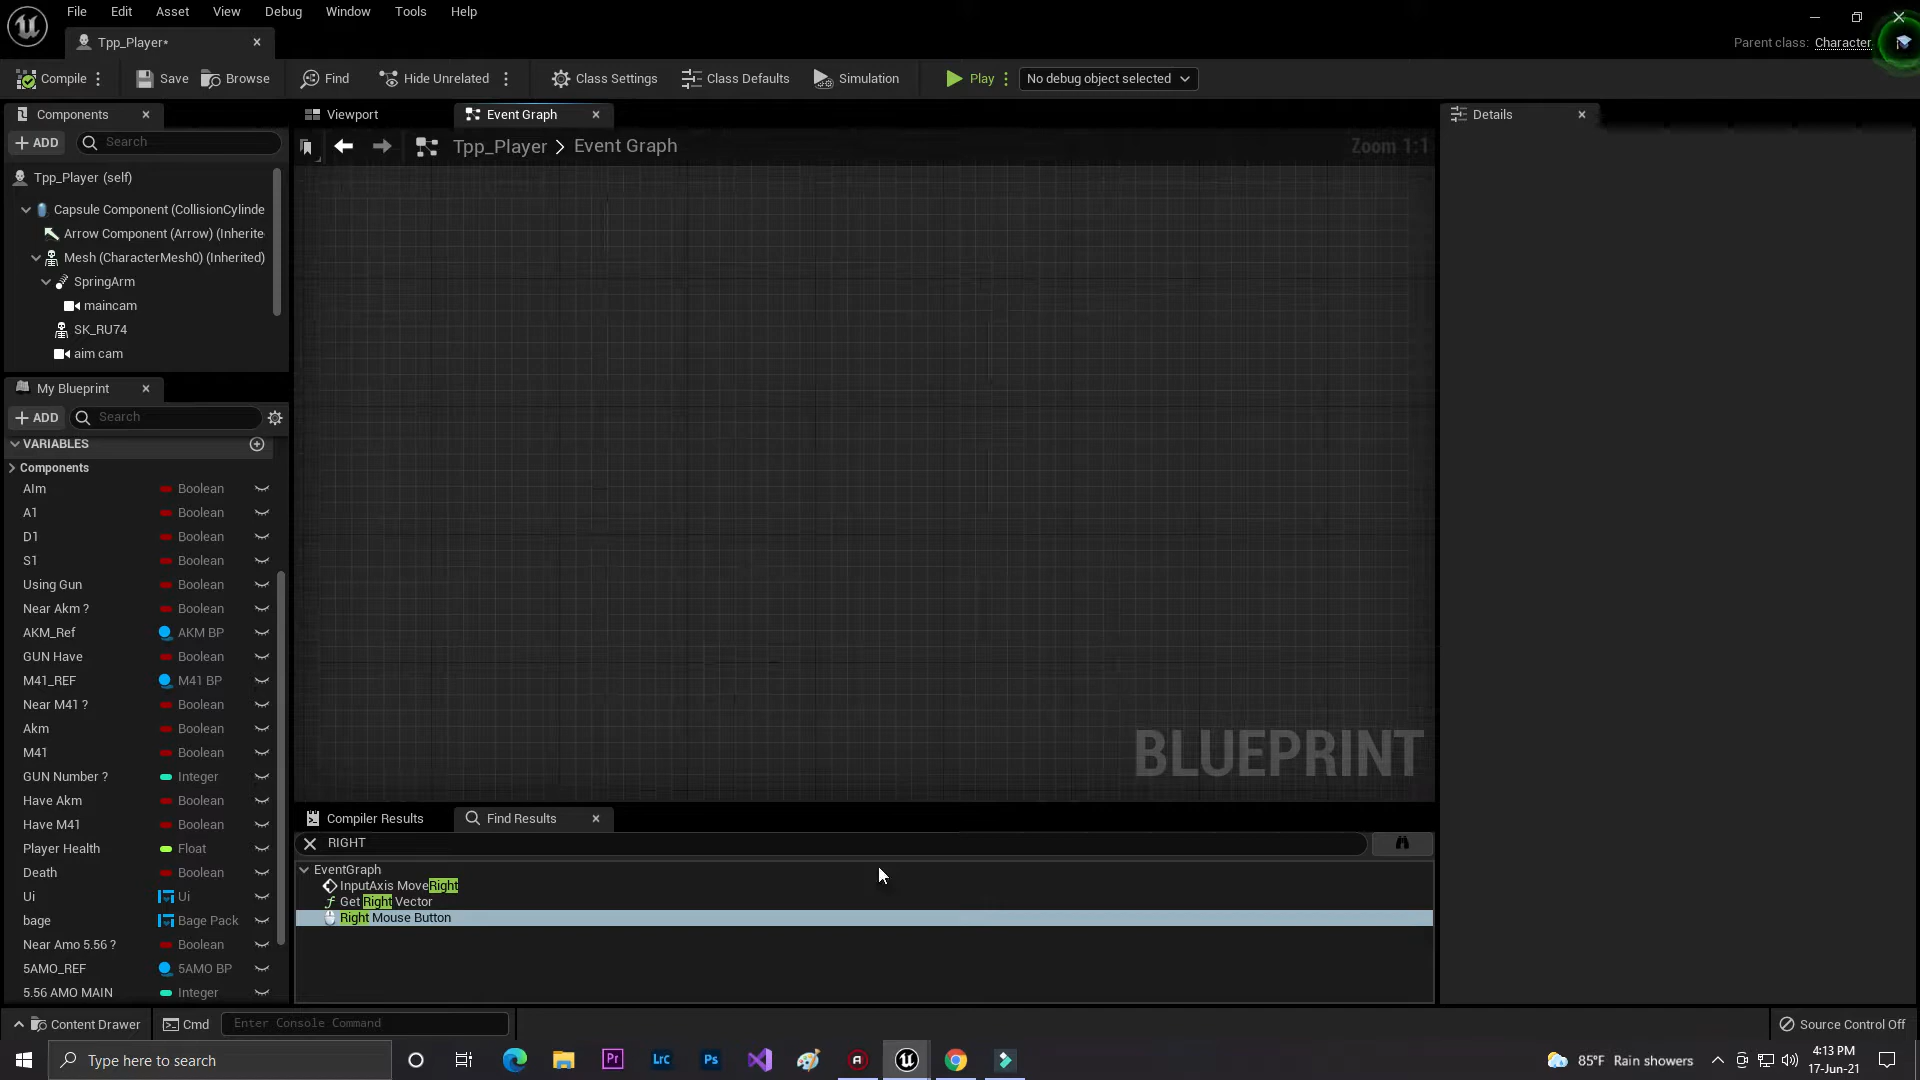 File Edit Asset View Debug Window Tools Help
Tpp_Player*
Parent class: Character
Compile Save Browse Find Hide Unrelated Class Settings Class Defaults Simulation Play No debug object selected
Components Viewport Event Graph Details
ADD Search
Tpp_Player > Event Graph Zoom 1:1
Tpp_Player (self)
Capsule Component (CollisionCylinde
Arrow Component (Arrow) (Inherite
Mesh (CharacterMesh0) (Inherited)
SpringArm
maincam
SK_RU74
aim cam
My Blueprint
ADD Search
VARIABLES
Components
AIm Boolean
A1 Boolean
D1 Boolean
S1 Boolean
Using Gun Boolean
Near Akm ? Boolean
AKM_Ref AKM BP
GUN Have Boolean
M41_REF M41 BP
Near M41 ? Boolean
Akm Boolean
M41 Boolean
GUN Number ? Integer
Have Akm Boolean
Have M41 Boolean
Player Health Float
Death Boolean
Ui Ui
bage Bage Pack
Near Amo 5.56 ? Boolean
5AMO_REF 5AMO BP
5.56 AMO MAIN Integer
BLUEPRINT
Compiler Results Find Results
RIGHT
EventGraph
InputAxis MoveRight
Get Right Vector
Right Mouse Button
Content Drawer Cmd Enter Console Command Source Control Off
Type here to search
Pr Lrc Ps
85°F Rain showers
4:13 PM
17-Jun-21